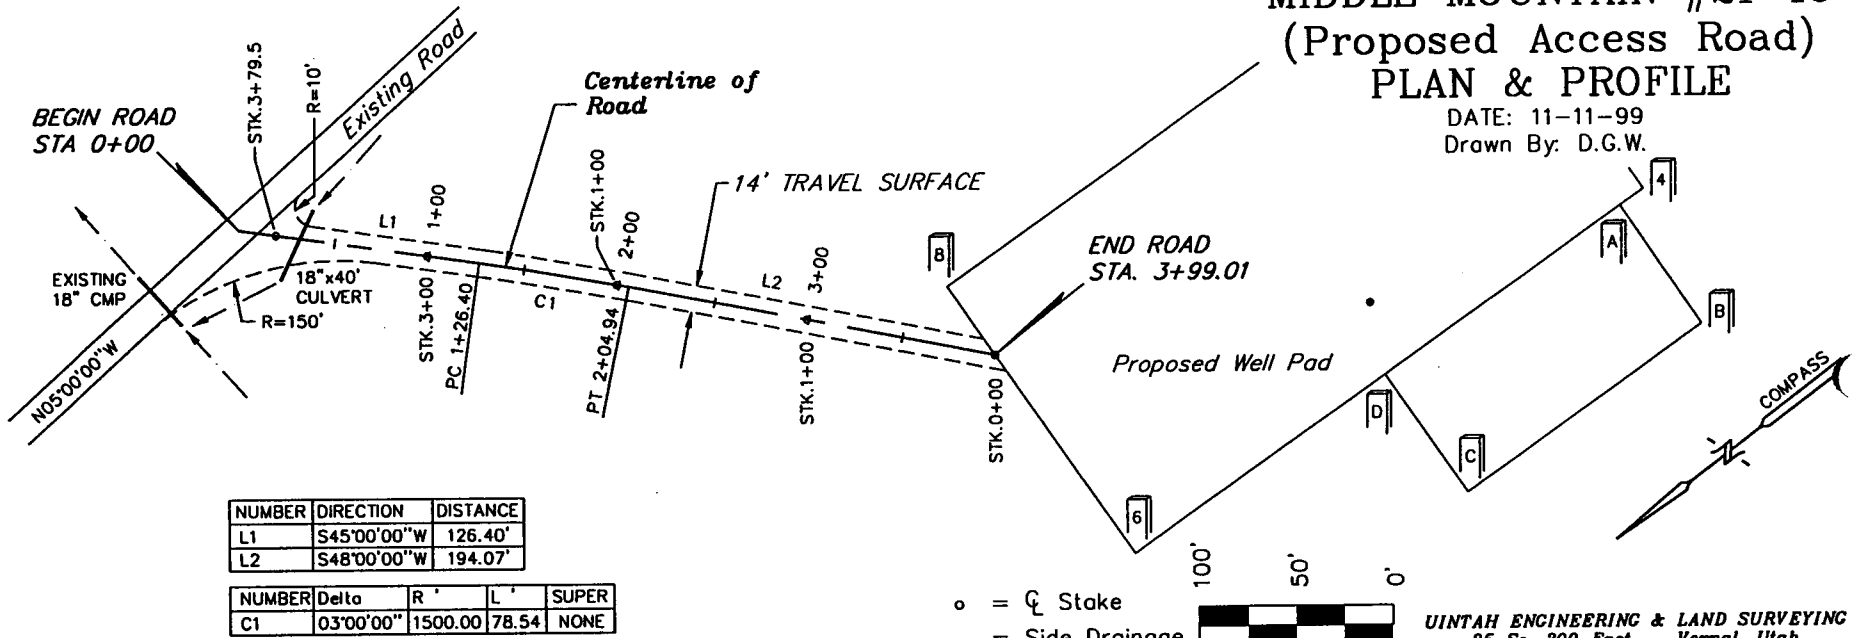 (Proposed Access Road)
PLAN & PROFILE
DATE: 11-11-99
Drawn By: D.G.W.
BEGIN ROAD
STA 0+00
STK.3+79.5
R=10'
Existing Road
Centerline of
Road
14' TRAVEL SURFACE
L1
1+00
STK.1+00
2+00
L2
3+00
END ROAD
STA. 3+99.01
8
4
A
B
EXISTING
18" CMP
18"x40'
CULVERT
R=150'
N05°00'00"W
STK.3+00
PC 1+26.40
C1
PT 2+04.94
STK.1+00
STK.0+00
Proposed Well Pad
D
C
6
COMPASS
NUMBER DIRECTION DISTANCE
L1 S45°00'00"W 126.40'
L2 S48°00'00"W 194.07'
NUMBER Delta R ' L ' SUPER
C1 03°00'00" 1500.00 78.54 NONE
100'
50'
0'
= ℄ Stake
= Side Drainage
UINTAH ENGINEERING & LAND SURVEYING